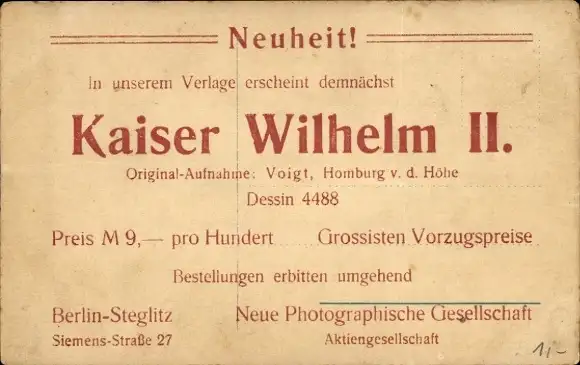 Neuheit!
In unserem Verlage erscheint demnächst
Kaiser Wilhelm II.
Original-Aufnahme: Voigt, Homburg v. d. Höhe
Dessin 4488
Preis M 9,— pro Hundert Grossisten Vorzugspreise
Bestellungen erbitten umgehend
Berlin-Steglitz Neue Photographische Gesellschaft
Siemens-Straße 27 Aktiengesellschaft
1,-